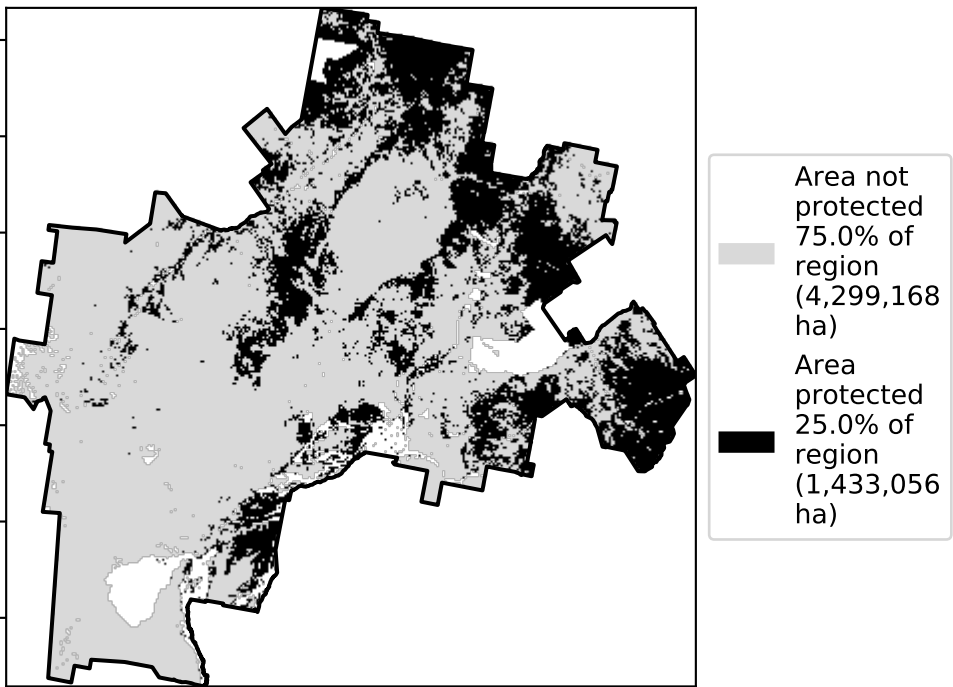 Area not
protected
75.0% of
region
(4,299,168
ha)
Area
protected
25.0% of
region
(1,433,056
ha)